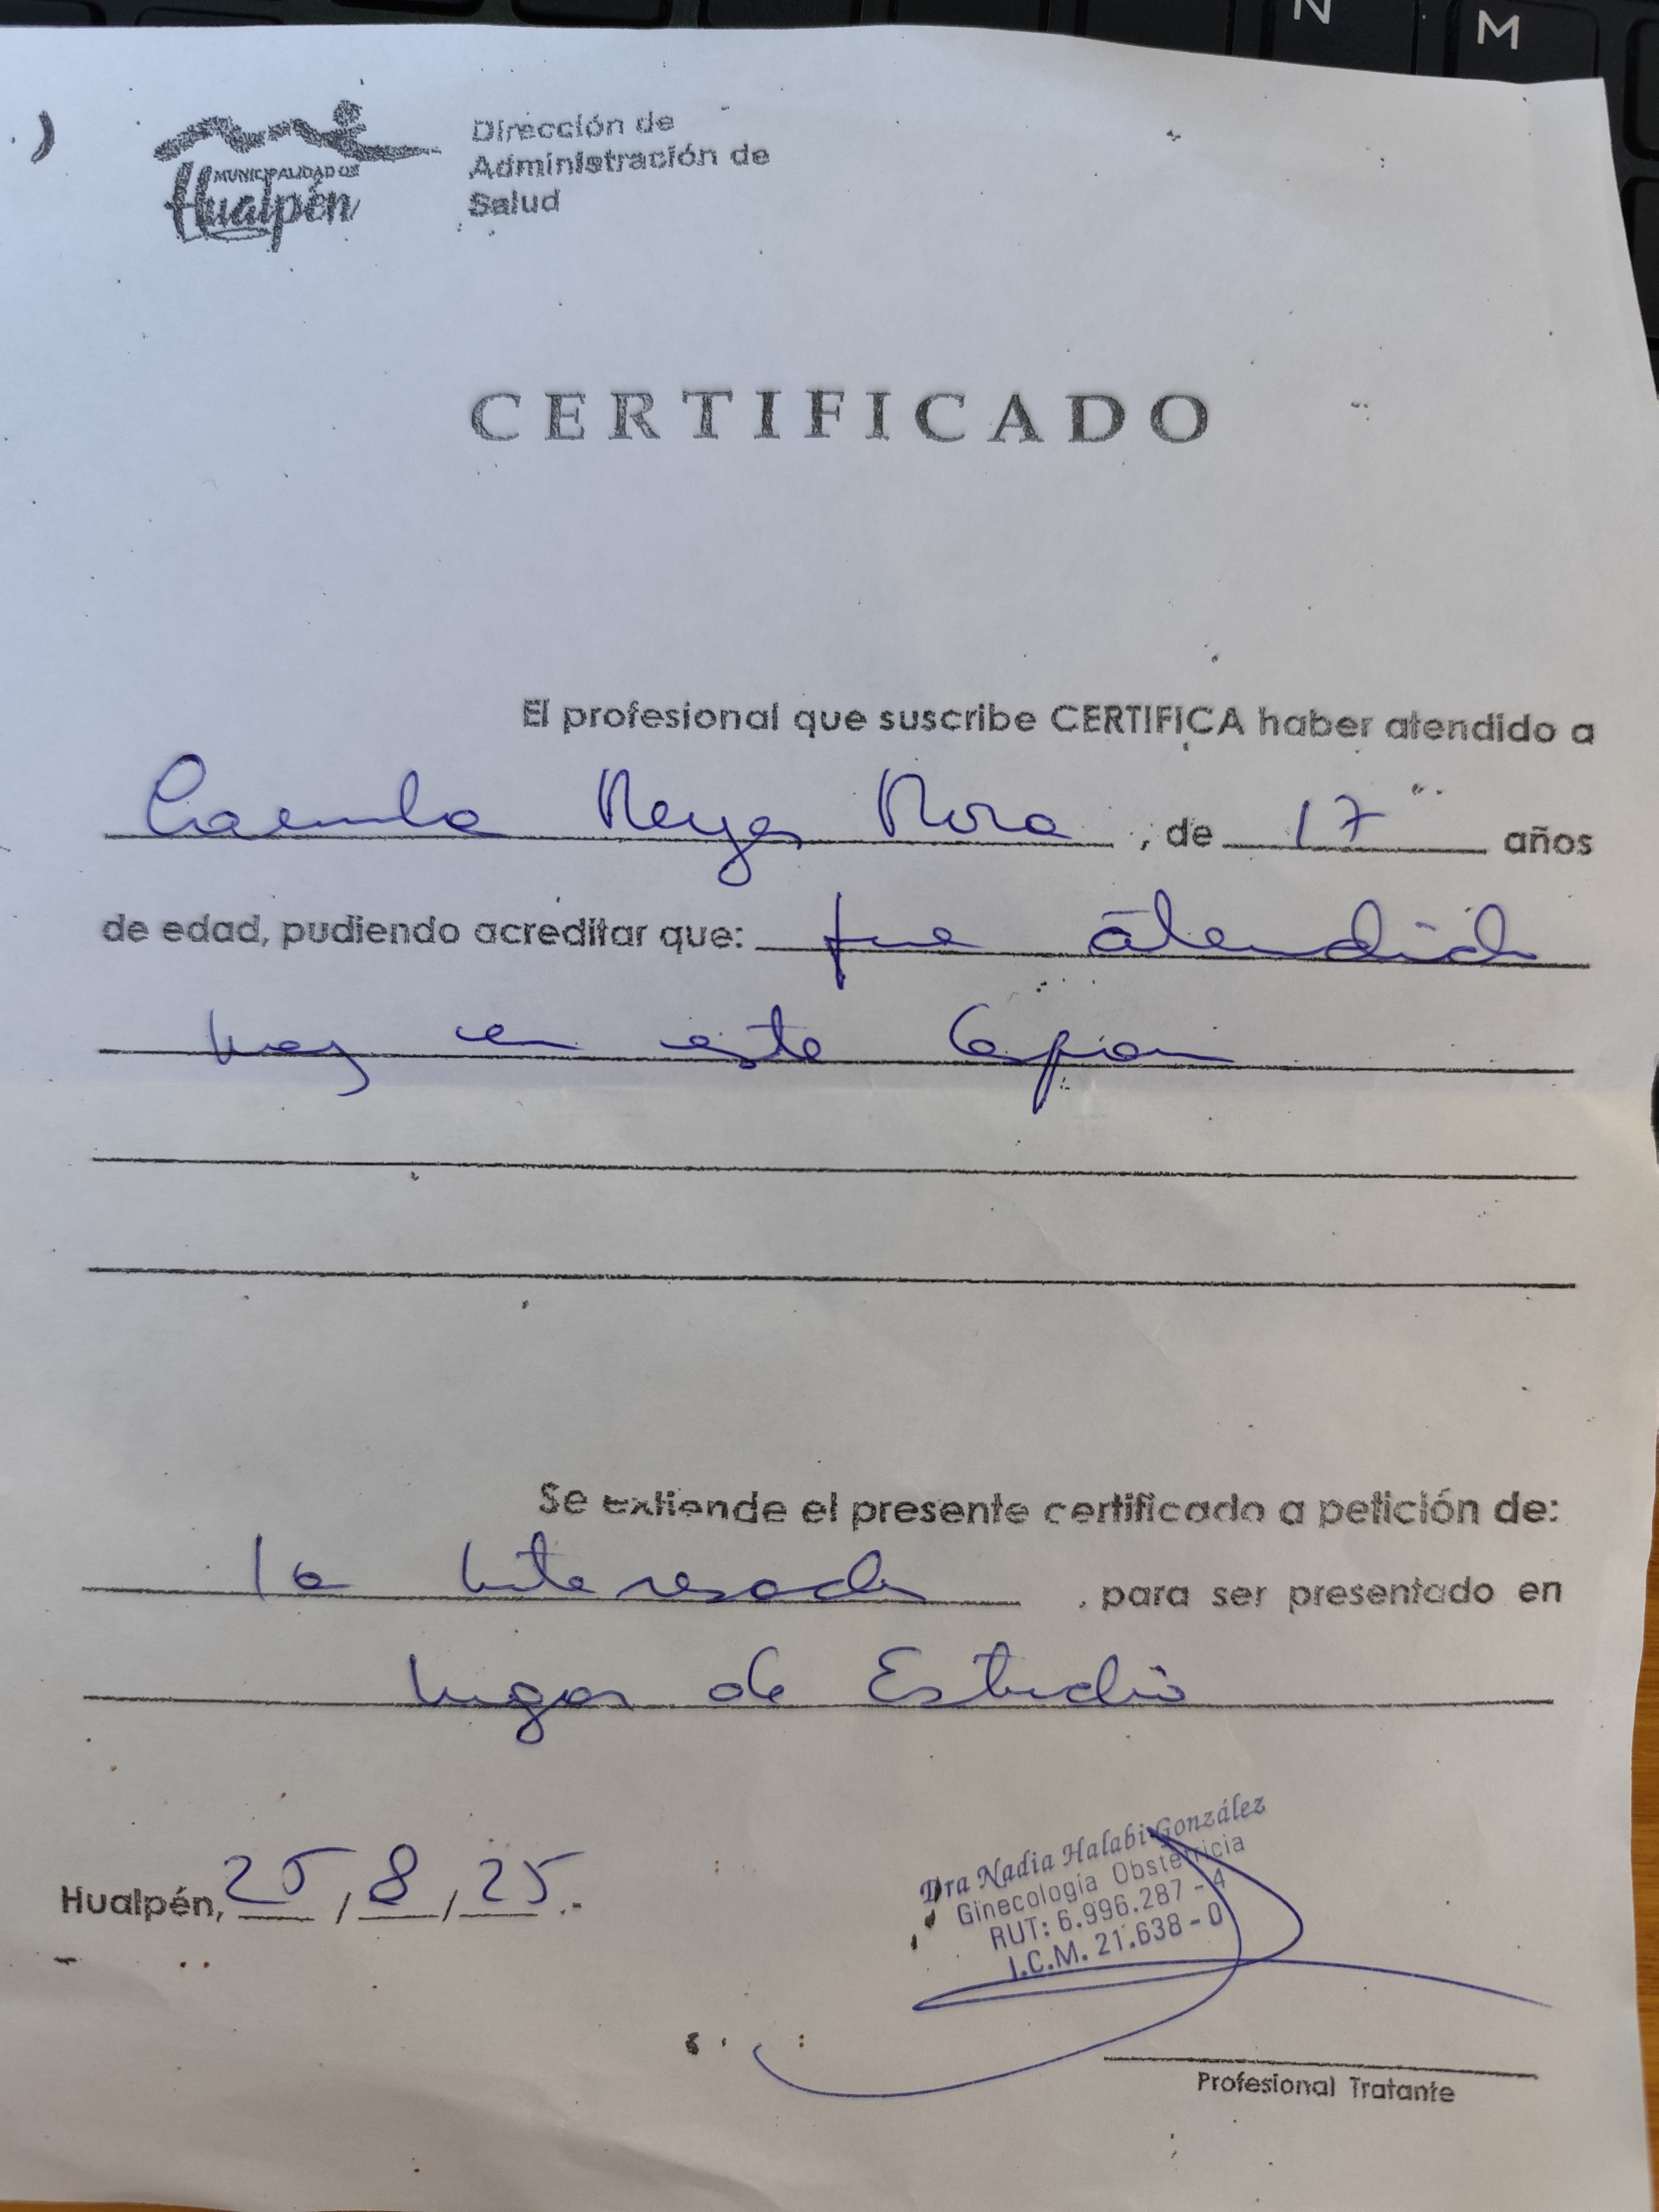 N
M
MUNICIPALIDAD DE
Hualpén
Dirección de
Administración de
Salud
CERTIFICADO
El profesional que suscribe CERTIFICA haber atendido a
Camila Reyes Mora, de 17 años
de edad, pudiendo acreditar que: fue atendida
hoy en este Cesfam
Se extiende el presente certificado a petición de:
la interesada, para ser presentado en
lugar de Estudio
Hualpén, 25/8/25.-
Dra Nadia Halabi González
Ginecología Obstetricia
RUT: 6.996.287-4
I.C.M. 21.638-0
Profesional Tratante